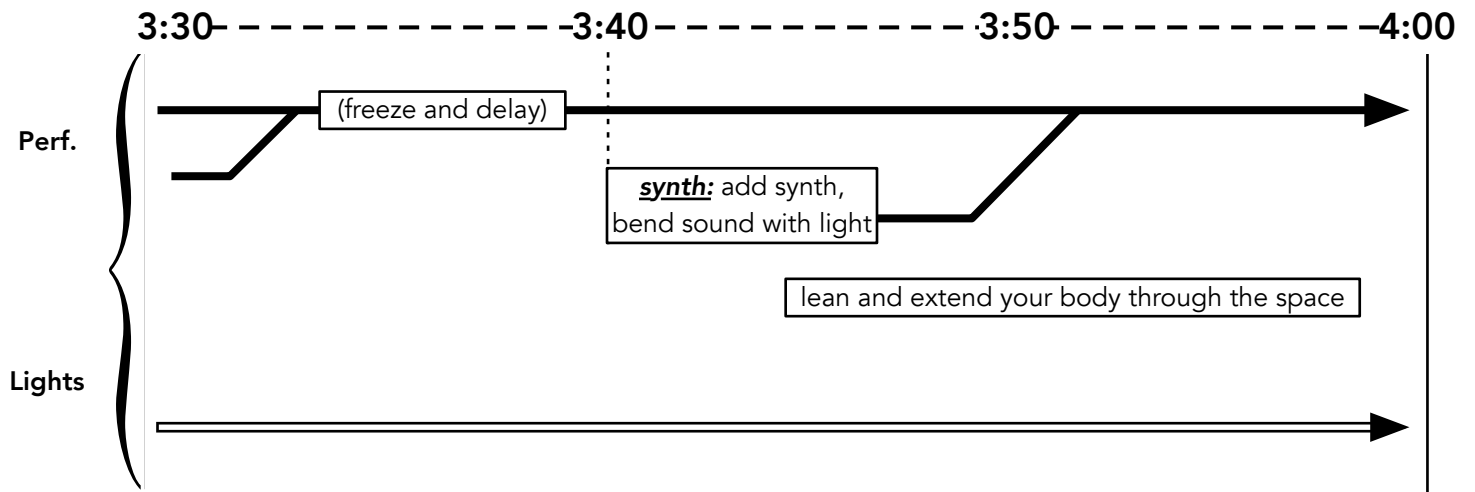 3:30 3:40 3:50 4:00
Perf.
(freeze and delay)
synth: add synth,
bend sound with light
lean and extend your body through the space
Lights